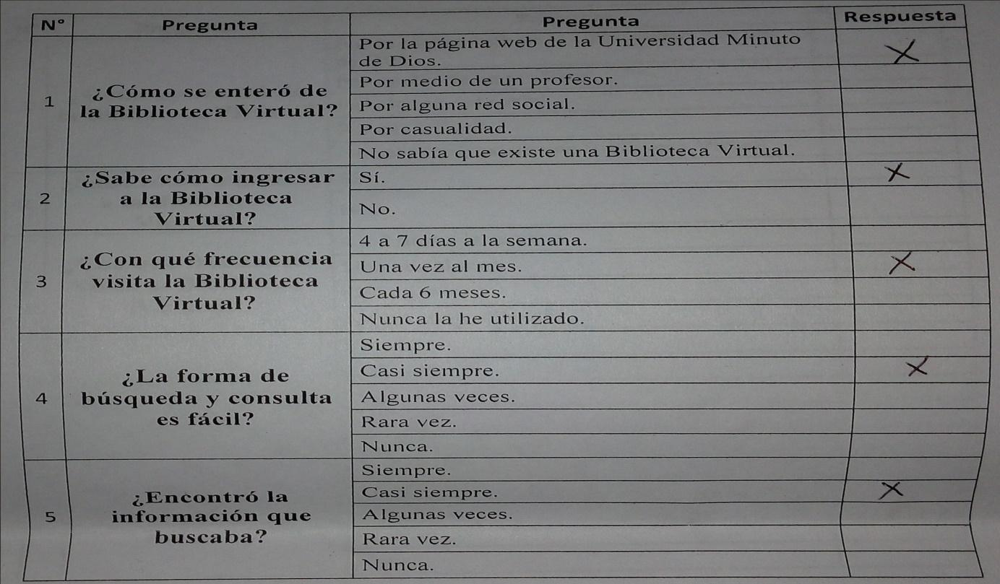 N° Pregunta Pregunta Respuesta
1 ¿Cómo se enteró de la Biblioteca Virtual?
Por la página web de la Universidad Minuto de Dios. X
Por medio de un profesor.
Por alguna red social.
Por casualidad.
No sabía que existe una Biblioteca Virtual.
2 ¿Sabe cómo ingresar a la Biblioteca Virtual?
Sí. X
No.
3 ¿Con qué frecuencia visita la Biblioteca Virtual?
4 a 7 días a la semana.
Una vez al mes. X
Cada 6 meses.
Nunca la he utilizado.
4 ¿La forma de búsqueda y consulta es fácil?
Siempre.
Casi siempre. X
Algunas veces.
Rara vez.
Nunca.
5 ¿Encontró la información que buscaba?
Siempre.
Casi siempre. X
Algunas veces.
Rara vez.
Nunca.